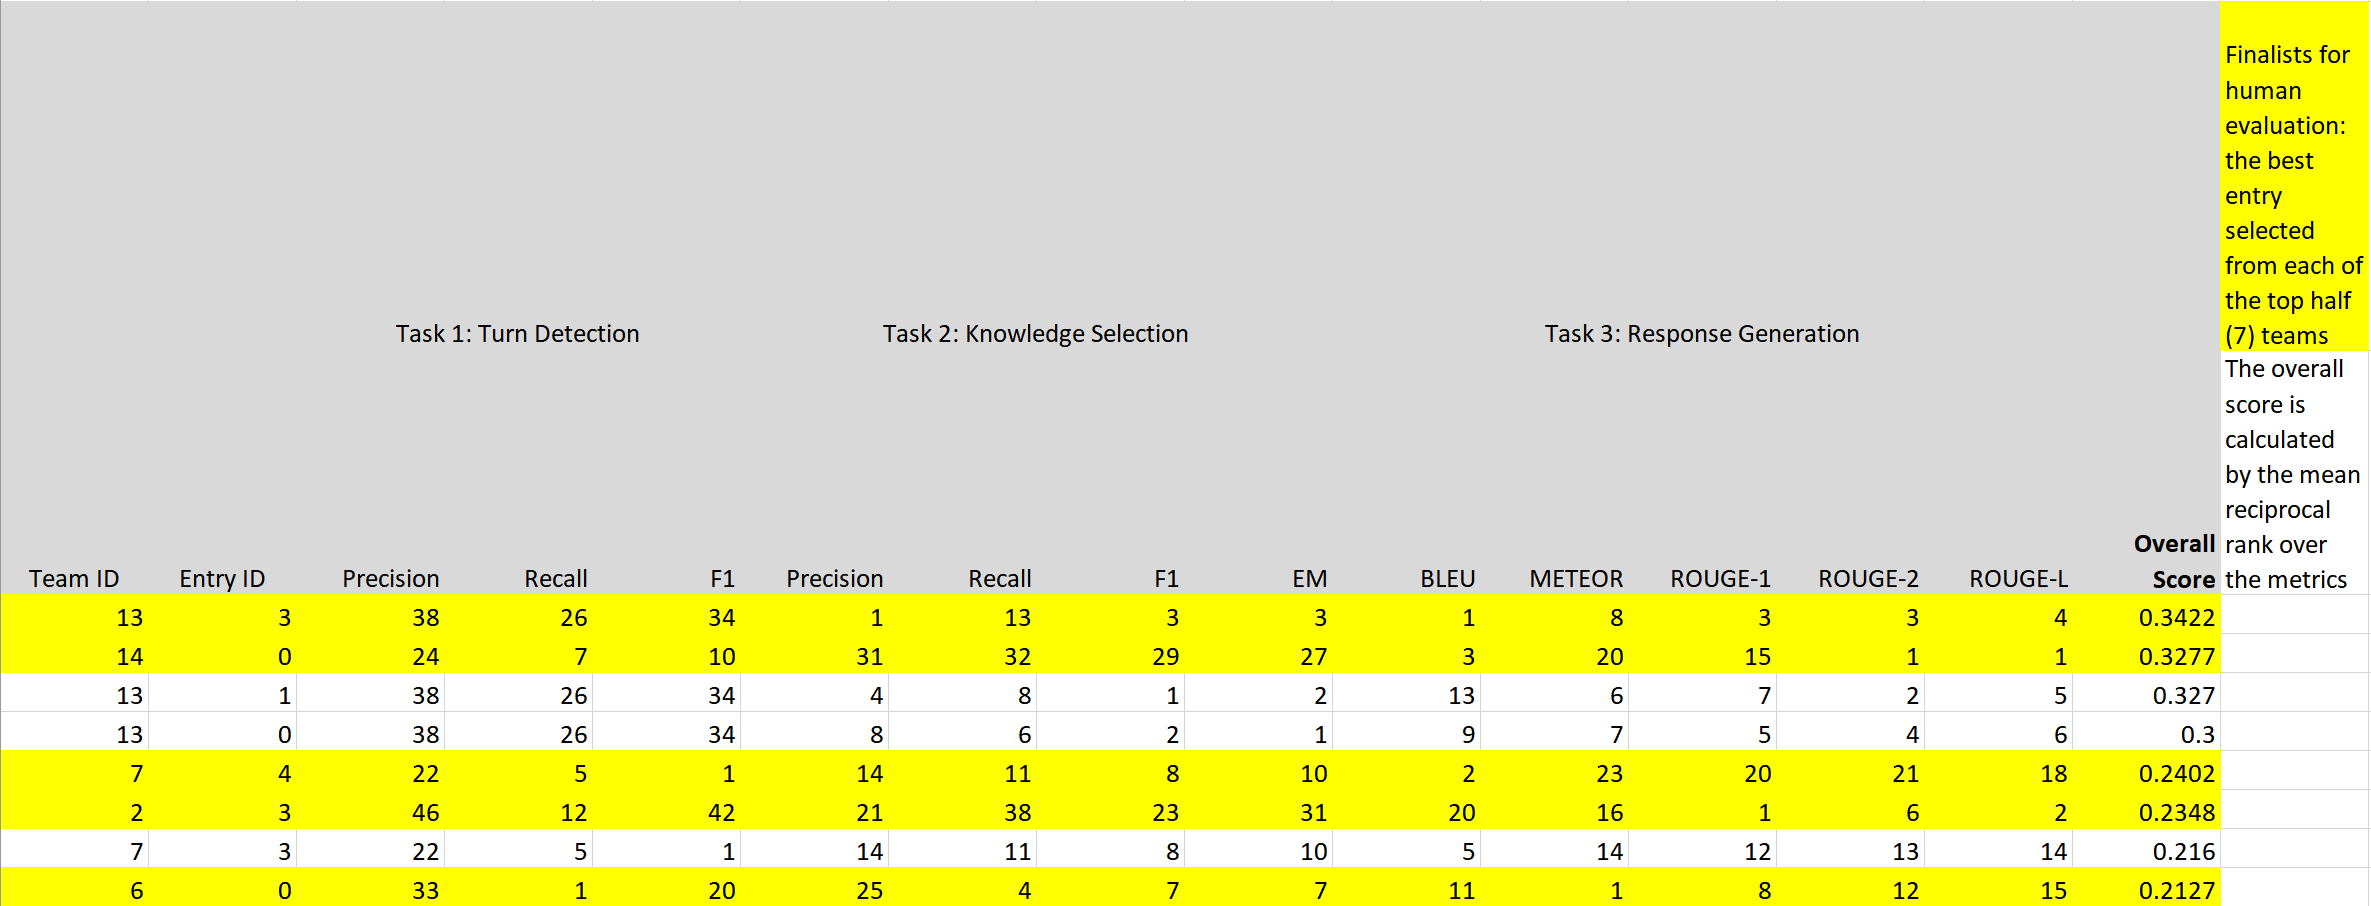 Finalists for
human
evaluation:
the best
entry
selected
from each of
the top half
(7) teams
Task 1: Turn Detection Task 2: Knowledge Selection Task 3: Response Generation
The overall
score is
calculated
by the mean
reciprocal
rank over
the metrics
Team ID Entry ID Precision Recall F1 Precision Recall F1 EM BLEU METEOR ROUGE-1 ROUGE-2 ROUGE-L Overall Score
13 3 38 26 34 1 13 3 3 1 8 3 3 4 0.3422
14 0 24 7 10 31 32 29 27 3 20 15 1 1 0.3277
13 1 38 26 34 4 8 1 2 13 6 7 2 5 0.327
13 0 38 26 34 8 6 2 1 9 7 5 4 6 0.3
7 4 22 5 1 14 11 8 10 2 23 20 21 18 0.2402
2 3 46 12 42 21 38 23 31 20 16 1 6 2 0.2348
7 3 22 5 1 14 11 8 10 5 14 12 13 14 0.216
6 0 33 1 20 25 4 7 7 11 1 8 12 15 0.2127